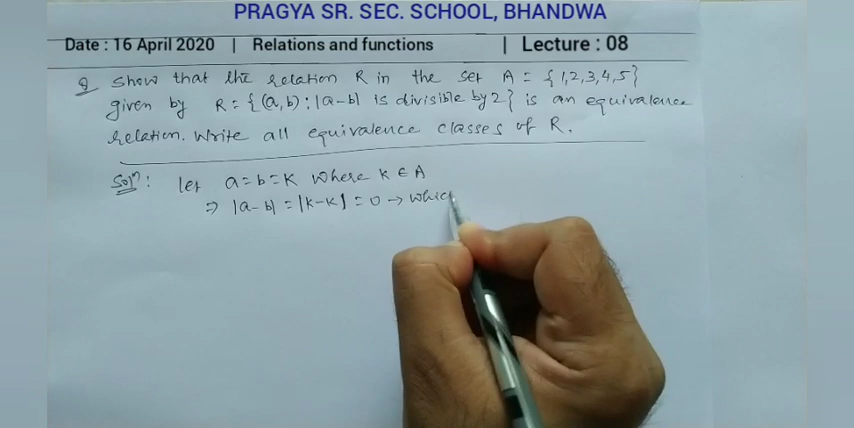 PRAGYA SR. SEC. SCHOOL, BHANDWA
Date : 16 April 2020 | Relations and functions | Lecture : 08
Q Show that the relation R in the set A = {1,2,3,4,5}
given by R = {(a,b) : |a-b| is divisible by 2} is an equivalence
relation. Write all equivalence classes of R.
Solⁿ : let a=b=K where K ∈ A
⇒ |a-b| = |K-K| = 0 → whic